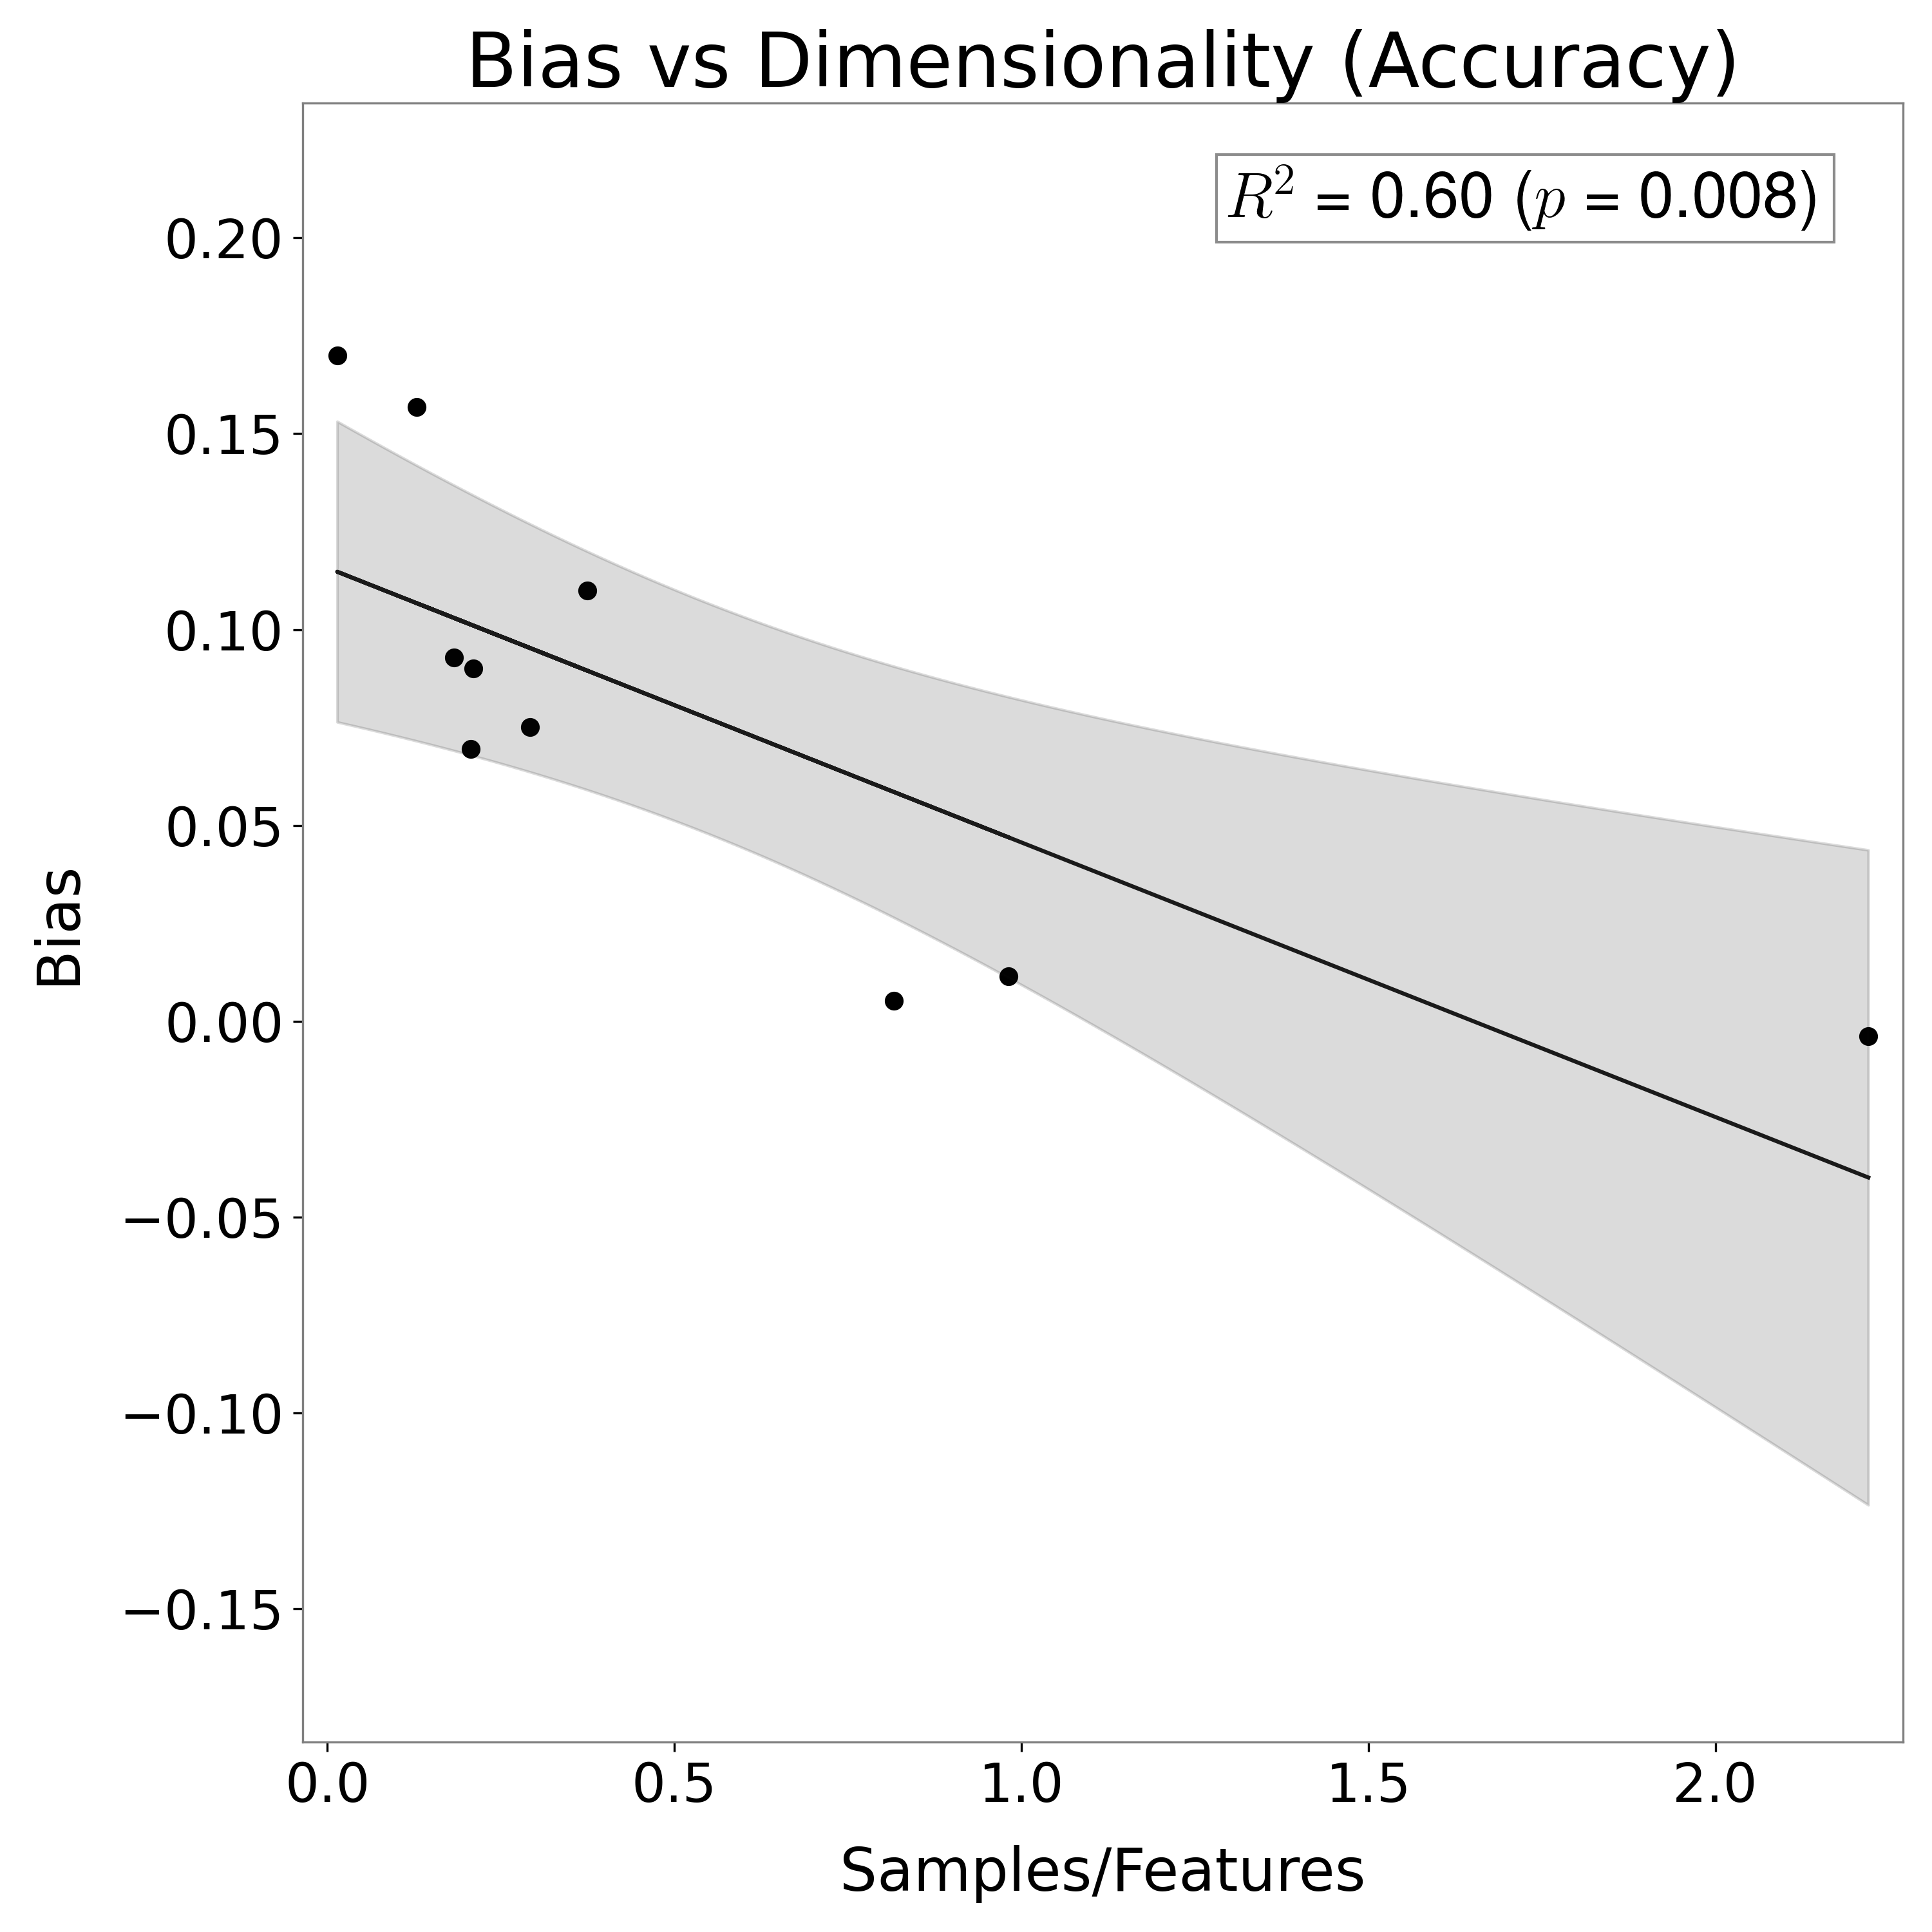 Bias vs Dimensionality (Accuracy)
R² = 0.60 (p = 0.008)
0.20
0.15
0.10
0.05
0.00
−0.05
−0.10
−0.15
Bias
0.0 0.5 1.0 1.5 2.0
Samples/Features